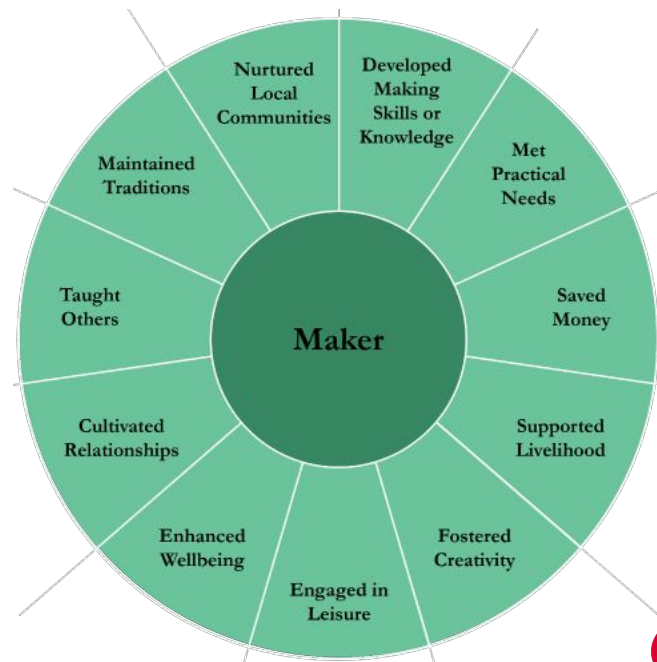 Nurtured
Local
Communities
Developed
Making
Skills or
Knowledge
Met
Practical
Needs
Saved
Money
Supported
Livelihood
Fostered
Creativity
Engaged in
Leisure
Enhanced
Wellbeing
Cultivated
Relationships
Taught
Others
Maintained
Traditions
Maker